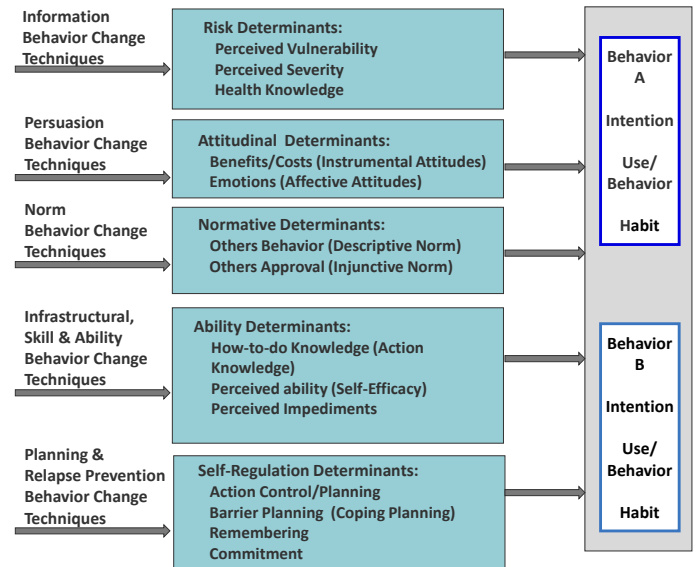 Information
Behavior Change
Techniques
Risk Determinants:
Perceived Vulnerability
Perceived Severity
Health Knowledge
Persuasion
Behavior Change
Techniques
Attitudinal Determinants:
Benefits/Costs (Instrumental Attitudes)
Emotions (Affective Attitudes)
Norm
Behavior Change
Techniques
Normative Determinants:
Others Behavior (Descriptive Norm)
Others Approval (Injunctive Norm)
Infrastructural,
Skill & Ability
Behavior Change
Techniques
Ability Determinants:
How-to-do Knowledge (Action
Knowledge)
Perceived ability (Self-Efficacy)
Perceived Impediments
Planning &
Relapse Prevention
Behavior Change
Techniques
Self-Regulation Determinants:
Action Control/Planning
Barrier Planning (Coping Planning)
Remembering
Commitment
Behavior
A
Intention
Use/
Behavior
Habit
Behavior
B
Intention
Use/
Behavior
Habit